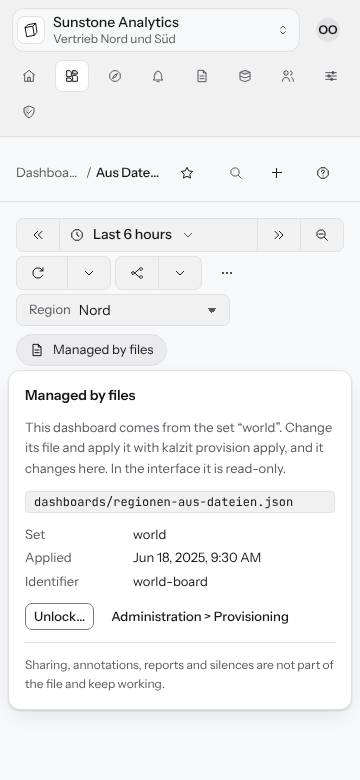 Sunstone Analytics
Vertrieb Nord und Süd
OO
Dashboa... / Aus Date...
Last 6 hours
Region Nord
Managed by files
Managed by files
This dashboard comes from the set “world”. Change
its file and apply it with kalzit provision apply, and it
changes here. In the interface it is read-only.
dashboards/regionen-aus-dateien.json
Set world
Applied Jun 18, 2025, 9:30 AM
Identifier world-board
Unlock... Administration > Provisioning
Sharing, annotations, reports and silences are not part of
the file and keep working.